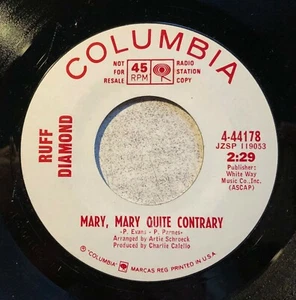 COLUMBIA
NOT FOR RESALE
45 RPM
RADIO STATION COPY
RUFF DIAMOND
4-44178
JZSP 119053
2:29
Publisher:
White Way
Music Co., Inc.
(ASCAP)
MARY, MARY QUITE CONTRARY
-P. Evans - P. Parnes-
Arranged by Artie Schroeck
Produced by Charlie Calello
® "COLUMBIA", MARCAS REG. PRINTED IN U.S.A.